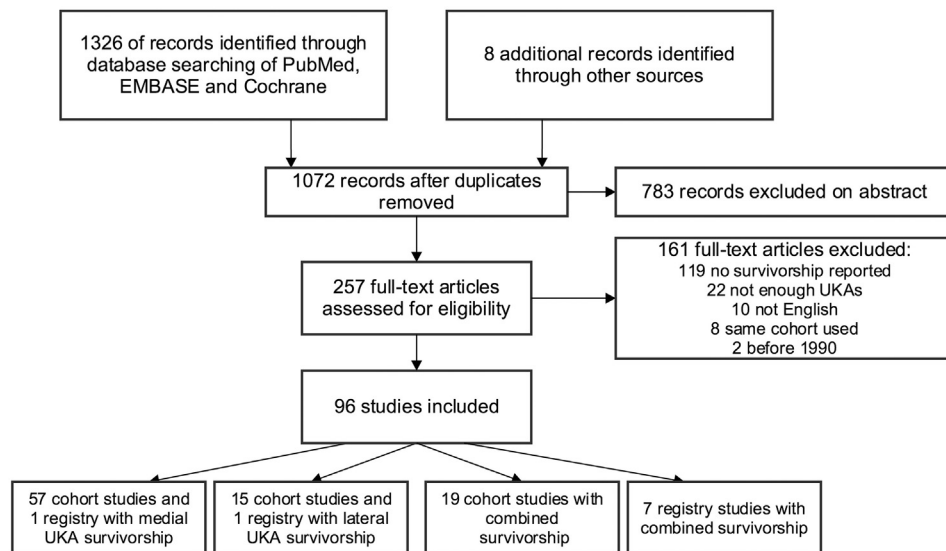 1326 of records identified through
database searching of PubMed,
EMBASE and Cochrane
8 additional records identified
through other sources
1072 records after duplicates
removed
783 records excluded on abstract
257 full-text articles
assessed for eligibility
161 full-text articles excluded:
119 no survivorship reported
22 not enough UKAs
10 not English
8 same cohort used
2 before 1990
96 studies included
57 cohort studies and
1 registry with medial
UKA survivorship
15 cohort studies and
1 registry with lateral
UKA survivorship
19 cohort studies with
combined
survivorship
7 registry studies with
combined survivorship